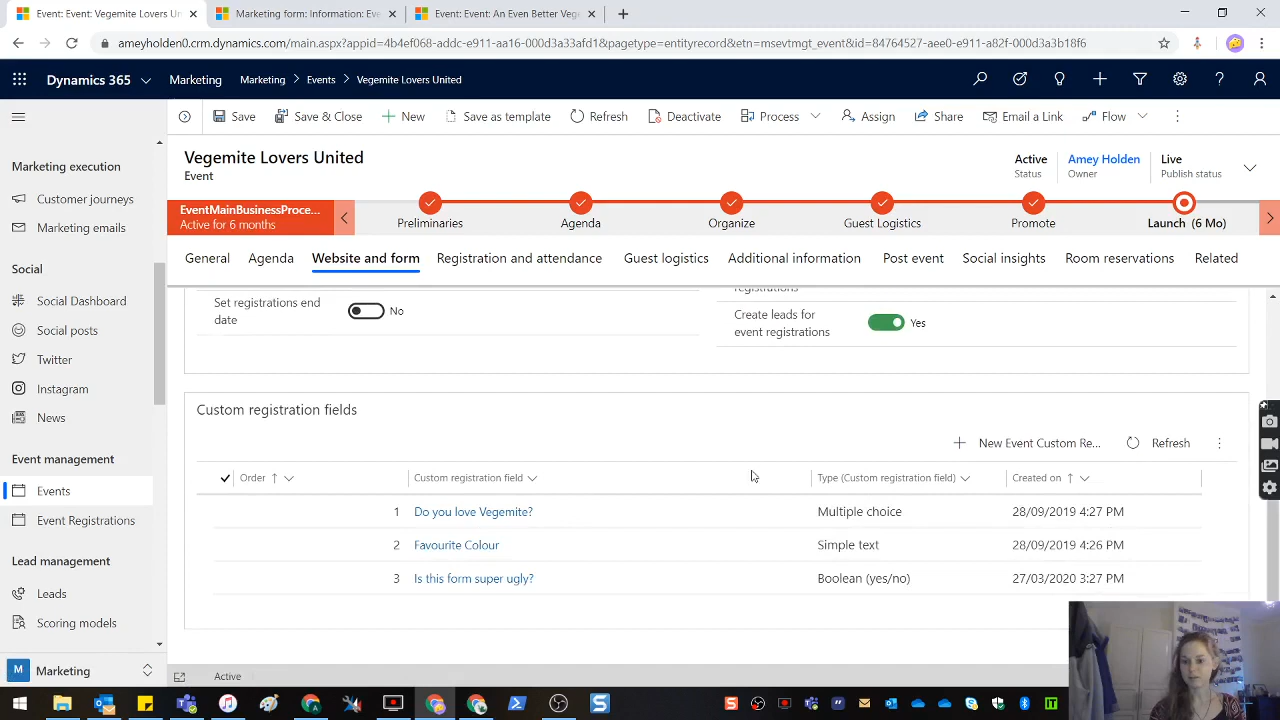 Event: Event: Vegemite Lovers Un
Marketing form: Information: Eve
Event: Event: An Even Better Veg
ameyholden0.crm.dynamics.com/main.aspx?appid=4b4ef068-addc-e911-aa16-000d3a33afd1&pagetype=entityrecord&etn=msevtmgt_event&id=84764527-aee0-e911-a82f-000d3a3b18f6
Dynamics 365
Marketing
Marketing
Events
Vegemite Lovers United
Save
Save & Close
New
Save as template
Refresh
Deactivate
Process
Assign
Share
Email a Link
Flow
Vegemite Lovers United
Event
Active
Status
Amey Holden
Owner
Live
Publish status
EventMainBusinessProce...
Active for 6 months
Preliminaries
Agenda
Organize
Guest Logistics
Promote
Launch (6 Mo)
General
Agenda
Website and form
Registration and attendance
Guest logistics
Additional information
Post event
Social insights
Room reservations
Related
Marketing execution
Customer journeys
Marketing emails
Social
Social Dashboard
Social posts
Twitter
Instagram
News
Event management
Events
Event Registrations
Lead management
Leads
Scoring models
Marketing
Set registrations end
date
No
registrations
Create leads for
event registrations
Yes
Custom registration fields
New Event Custom Re...
Refresh
Order
Custom registration field
Type (Custom registration field)
Created on
1 Do you love Vegemite? Multiple choice 28/09/2019 4:27 PM
2 Favourite Colour Simple text 28/09/2019 4:26 PM
3 Is this form super ugly? Boolean (yes/no) 27/03/2020 3:27 PM
Active